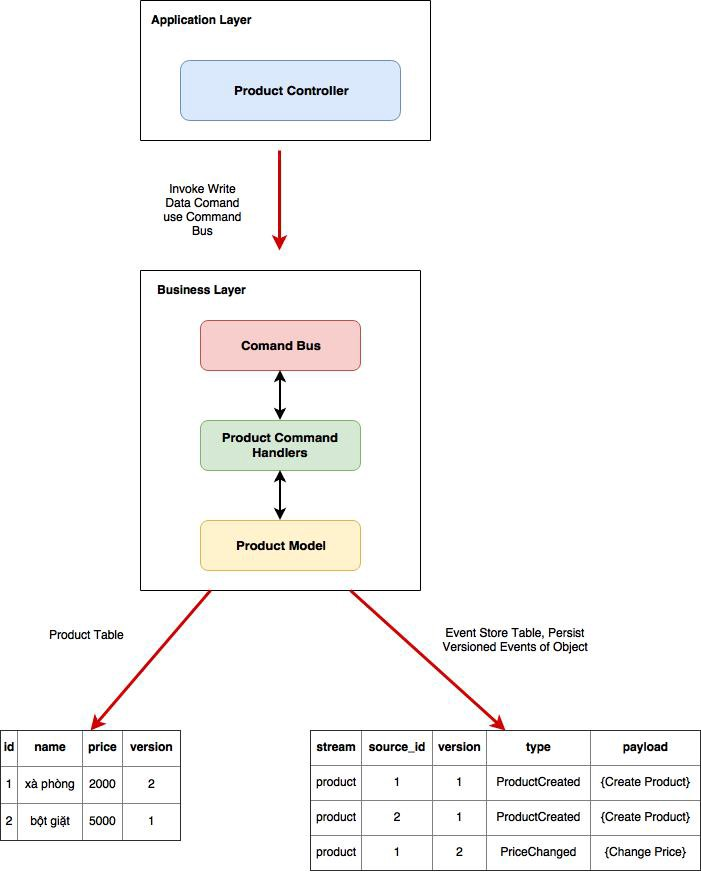 Application Layer
Product Controller
Invoke Write
Data Comand
use Command
Bus
Business Layer
Comand Bus
Product Command
Handlers
Product Model
Product Table
Event Store Table, Persist
Versioned Events of Object
id name price version
1 xà phòng 2000 2
2 bột giặt 5000 1
stream source_id version type payload
product 1 1 ProductCreated {Create Product}
product 2 1 ProductCreated {Create Product}
product 1 2 PriceChanged {Change Price}